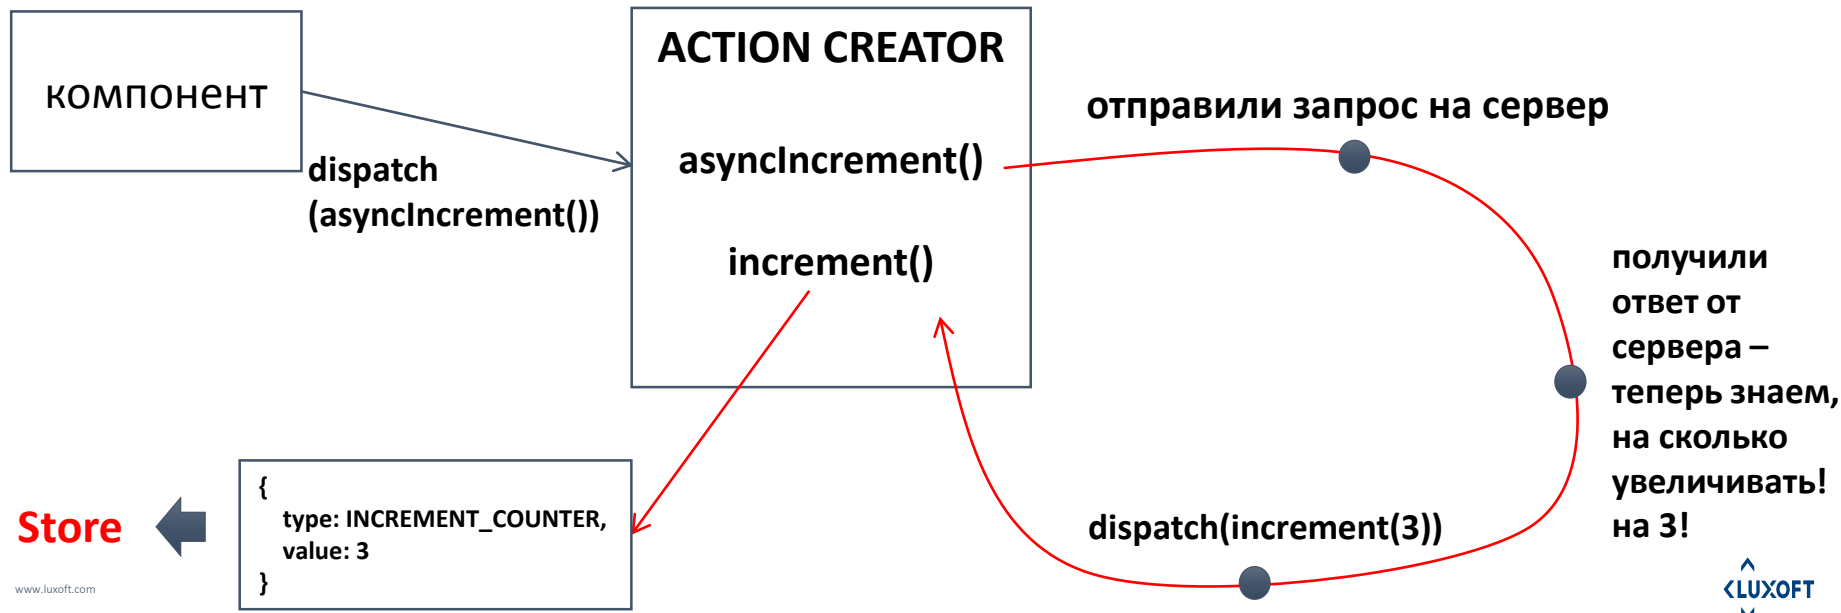 компонент
dispatch
(asyncIncrement())
ACTION CREATOR
asyncIncrement()
increment()
отправили запрос на сервер
получили
ответ от
сервера –
теперь знаем,
на сколько
увеличивать!
на 3!
dispatch(increment(3))
{
type: INCREMENT_COUNTER,
value: 3
}
Store
www.luxoft.com
LUXOFT